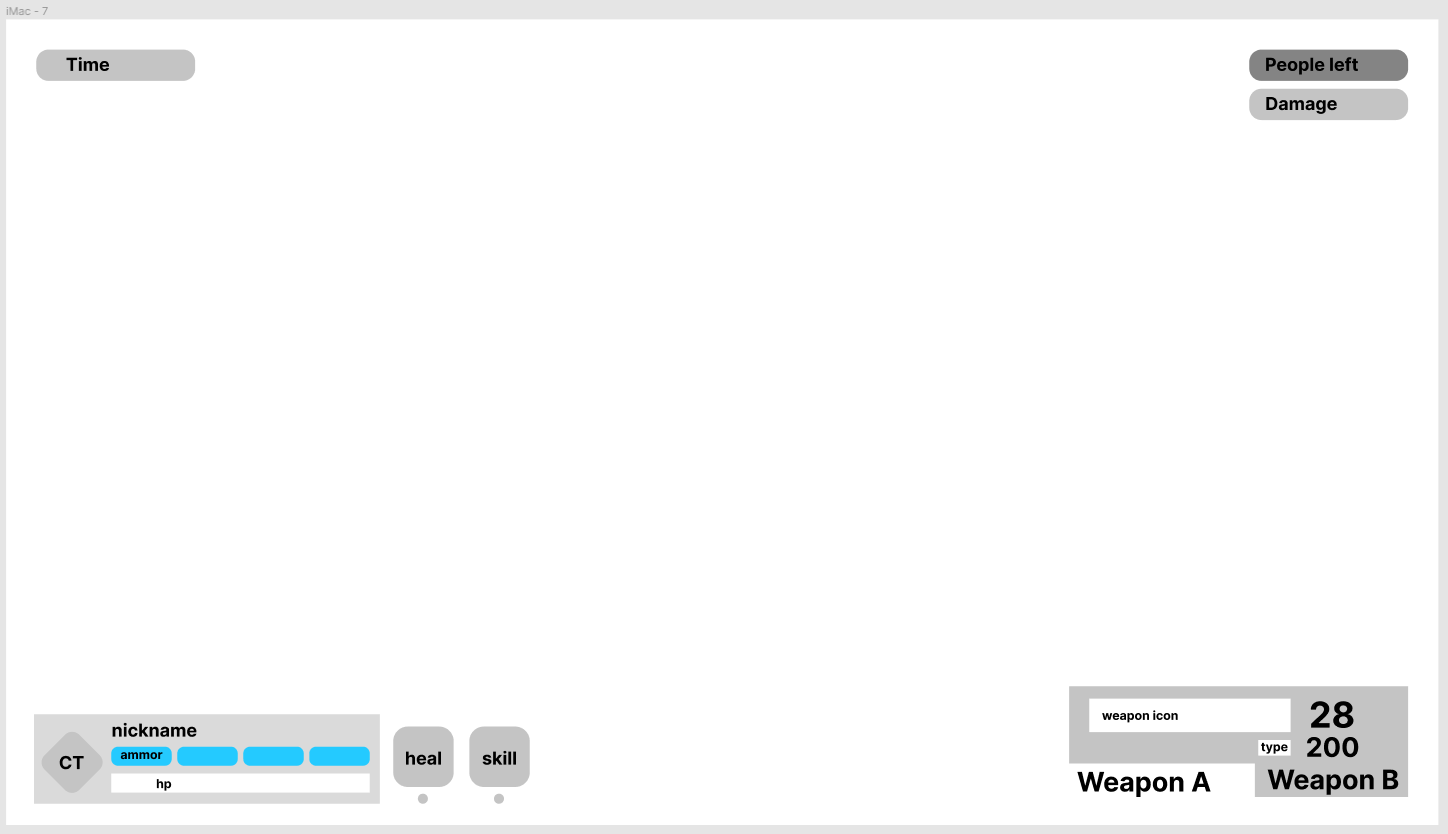 iMac - 7
Time
People left
Damage
nickname
CT
ammor
hp
heal
skill
weapon icon
28
type
200
Weapon A
Weapon B